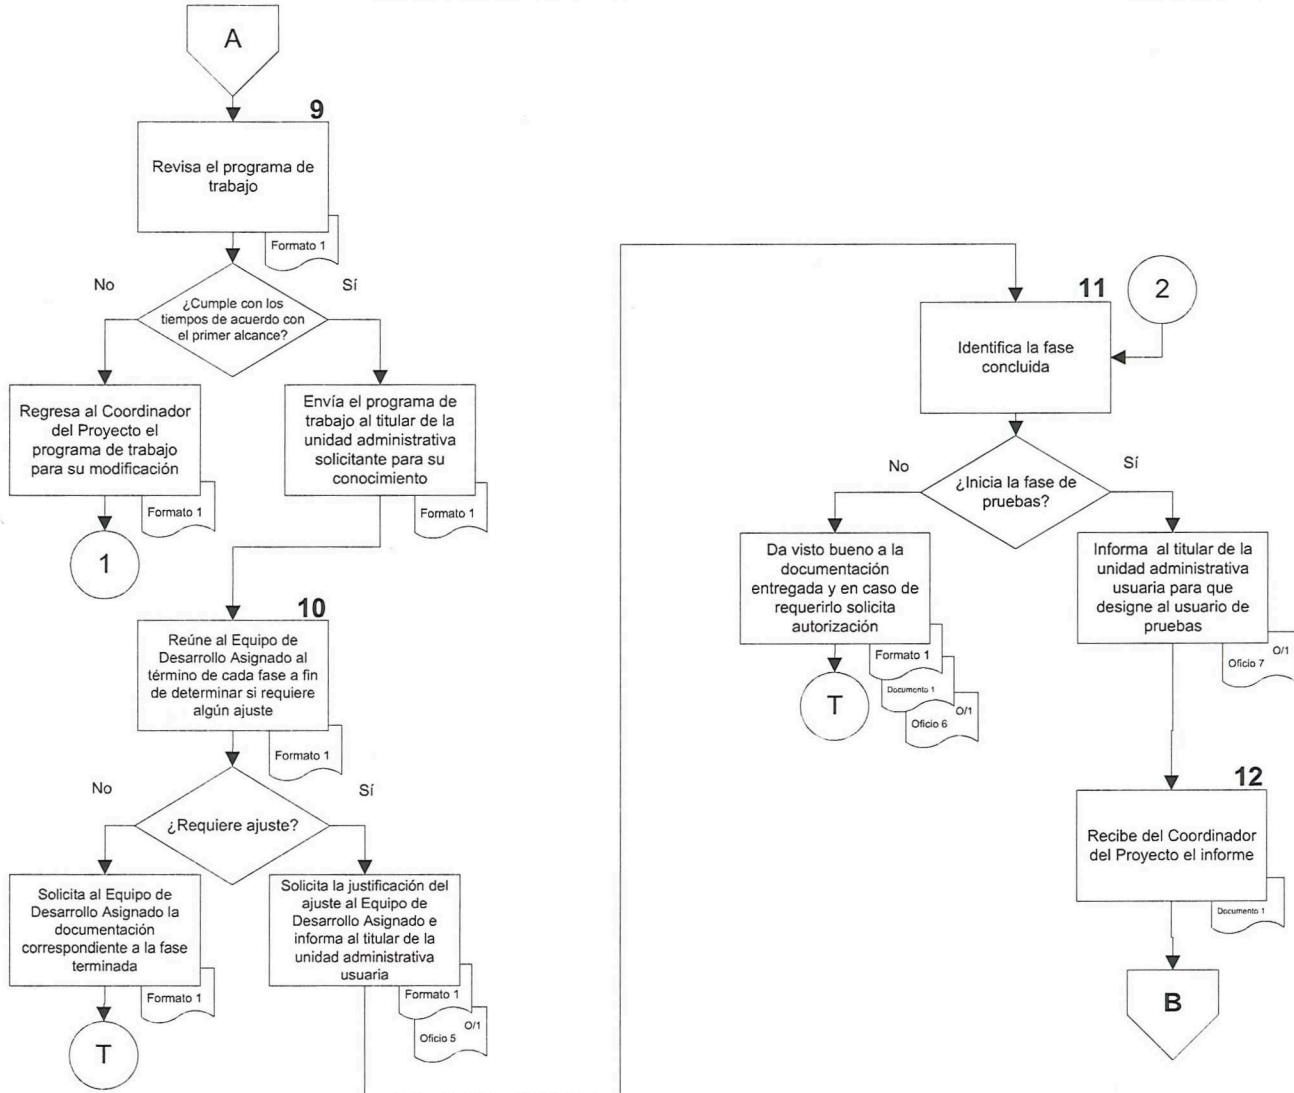 A
9
Revisa el programa de
trabajo
Formato 1
No
Sí
¿Cumple con los
tiempos de acuerdo con
el primer alcance?
Regresa al Coordinador
del Proyecto el
programa de trabajo
para su modificación
Formato 1
1
Envía el programa de
trabajo al titular de la
unidad administrativa
solicitante para su
conocimiento
Formato 1
10
Reúne al Equipo de
Desarrollo Asignado al
término de cada fase a fin
de determinar si requiere
algún ajuste
Formato 1
No
Sí
¿Requiere ajuste?
Solicita al Equipo de
Desarrollo Asignado la
documentación
correspondiente a la fase
terminada
Formato 1
T
Solicita la justificación del
ajuste al Equipo de
Desarrollo Asignado e
informa al titular de la
unidad administrativa
usuaria
Formato 1
O/1
Oficio 5
11
2
Identifica la fase
concluida
No
Sí
¿Inicia la fase de
pruebas?
Da visto bueno a la
documentación
entregada y en caso de
requerirlo solicita
autorización
Formato 1
Documento 1
O/1
Oficio 6
T
Informa al titular de la
unidad administrativa
usuaria para que
designe al usuario de
pruebas
O/1
Oficio 7
12
Recibe del Coordinador
del Proyecto el informe
Documento 1
B